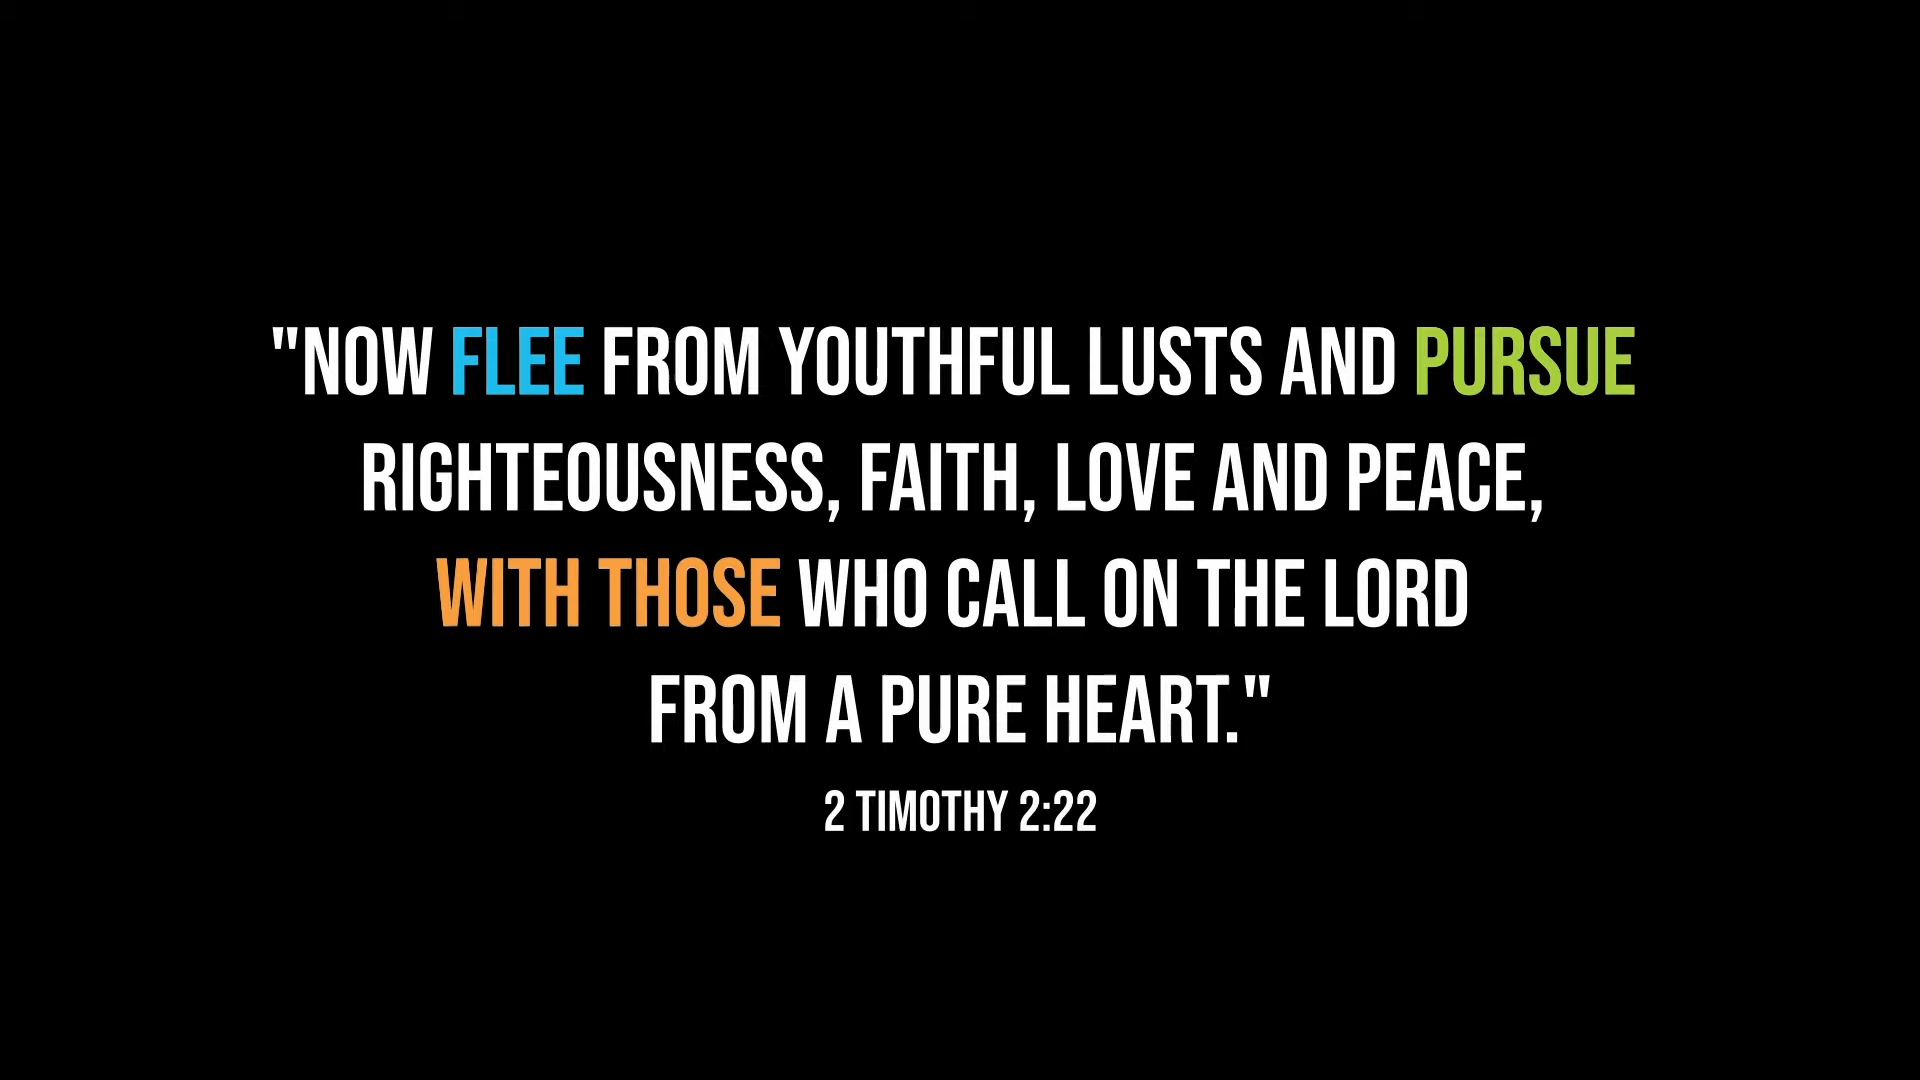 "NOW FLEE FROM YOUTHFUL LUSTS AND PURSUE
RIGHTEOUSNESS, FAITH, LOVE AND PEACE,
WITH THOSE WHO CALL ON THE LORD
FROM A PURE HEART."
2 TIMOTHY 2:22